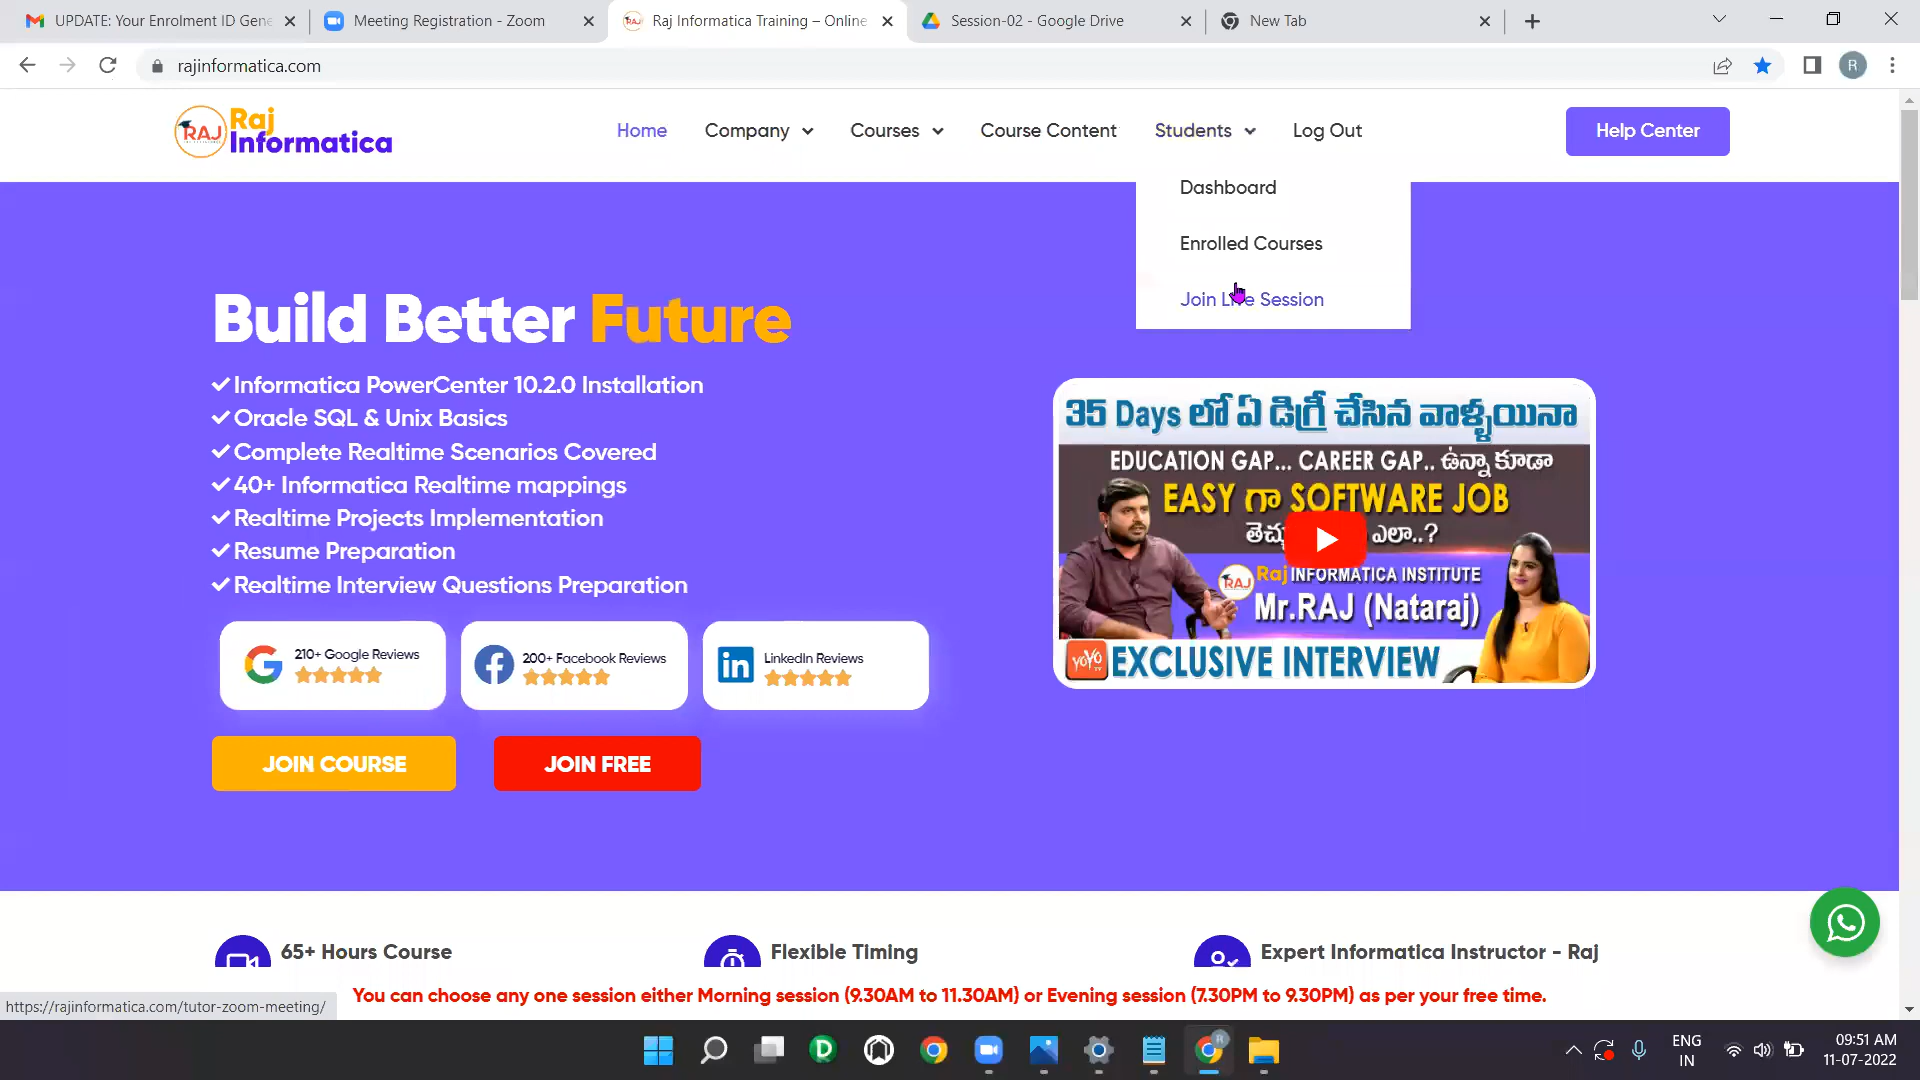 UPDATE: Your Enrolment ID Gene
Meeting Registration - Zoom
Raj Informatica Training – Online
Session-02 - Google Drive
New Tab
rajinformatica.com
R
RAJ
Raj
Informatica
Home
Company
Courses
Course Content
Students
Log Out
Help Center
Dashboard
Enrolled Courses
Join Live Session
Build Better Future
Informatica PowerCenter 10.2.0 Installation
Oracle SQL & Unix Basics
Complete Realtime Scenarios Covered
40+ Informatica Realtime mappings
Realtime Projects Implementation
Resume Preparation
Realtime Interview Questions Preparation
35 Days లో ఏ డిగ్రీ చేసిన వాళ్ళయినా
EDUCATION GAP... CAREER GAP.. ఉన్నా కూడా
EASY గా SOFTWARE JOB
ఎలా..?
RAJ Raj INFORMATICA INSTITUTE
Mr.RAJ (Nataraj)
YOYO TV EXCLUSIVE INTERVIEW
210+ Google Reviews
200+ Facebook Reviews
LinkedIn Reviews
JOIN COURSE
JOIN FREE
65+ Hours Course
Flexible Timing
Expert Informatica Instructor - Raj
You can choose any one session either Morning session (9.30AM to 11.30AM) or Evening session (7.30PM to 9.30PM) as per your free time.
https://rajinformatica.com/tutor-zoom-meeting/
ENG
IN
09:51 AM
11-07-2022